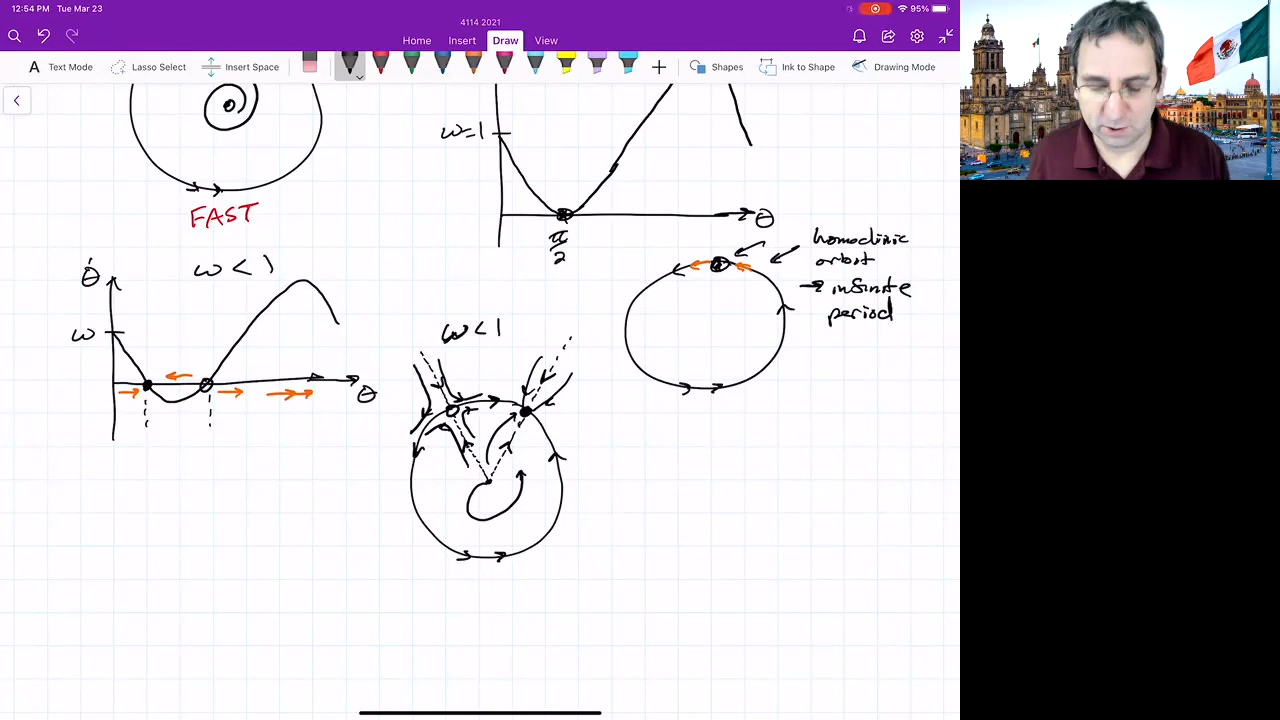 12:54 PM Tue Mar 23
95%
4114 2021
Home Insert Draw View
Text Mode Lasso Select Insert Space Shapes Ink to Shape Drawing Mode
ω=1
FAST
θ
π/2
homoclinic
orbit
→ infinite
period
ω < 1
θ̇
ω
θ
ω < 1